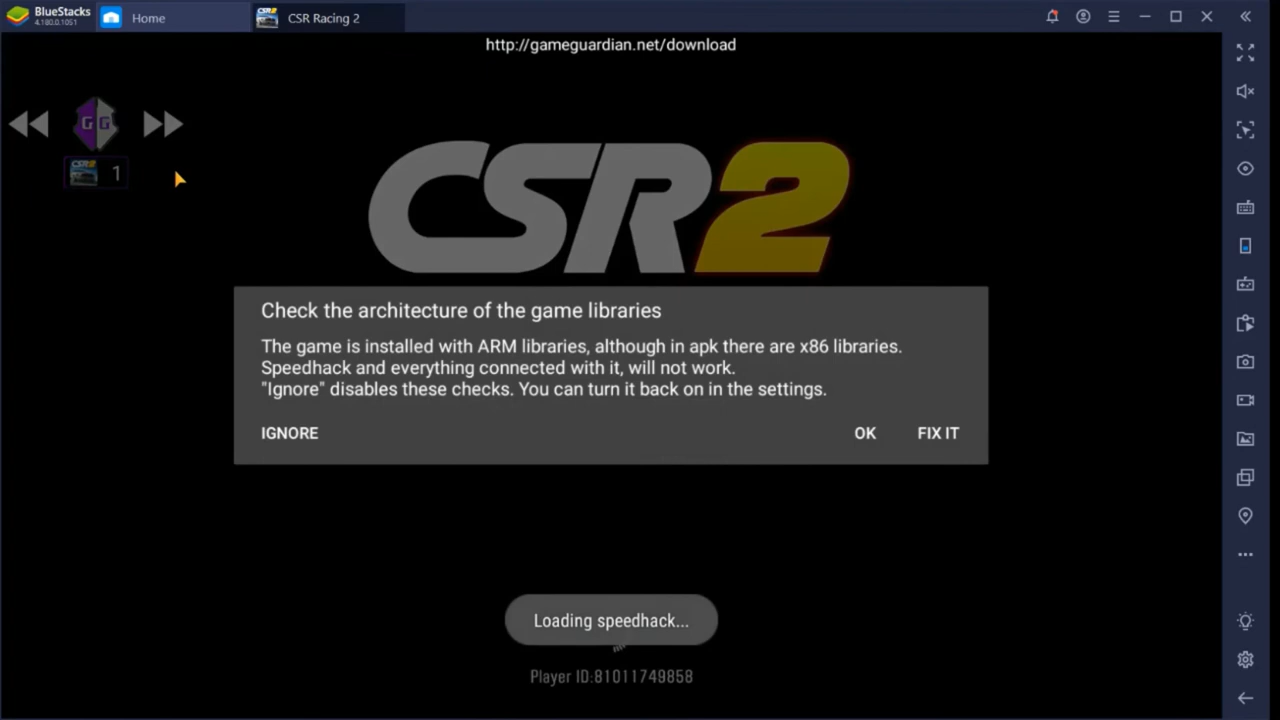 BlueStacks
4.180.0.1051
Home
CSR Racing 2
http://gameguardian.net/download
GG
CSR2
1
CSR2
Check the architecture of the game libraries
The game is installed with ARM libraries, although in apk there are x86 libraries.
Speedhack and everything connected with it, will not work.
"Ignore" disables these checks. You can turn it back on in the settings.
IGNORE
OK
FIX IT
Loading speedhack...
Player ID:81011749858